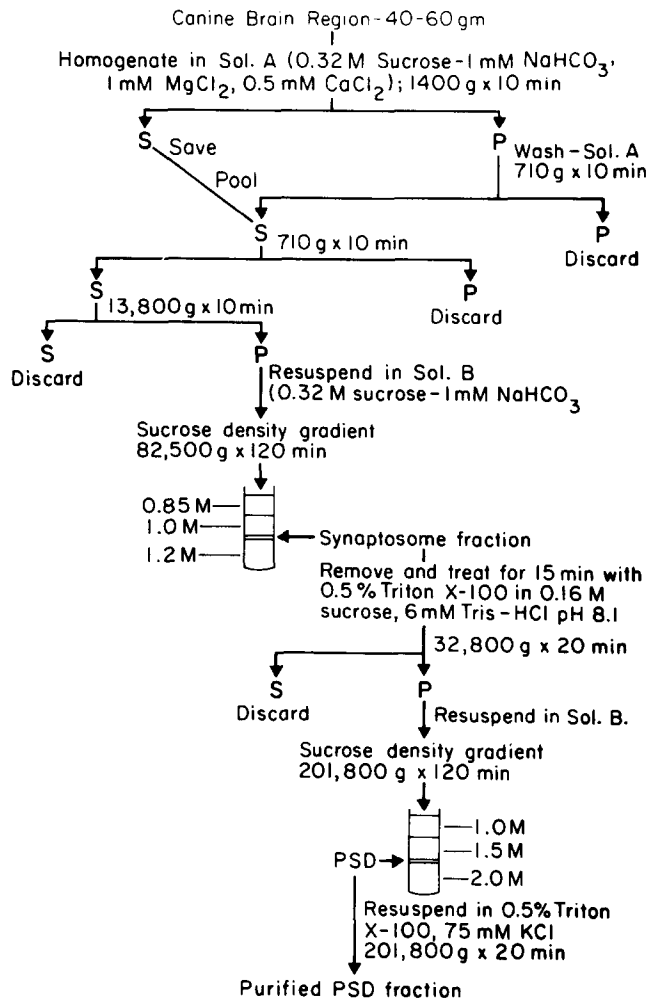 Canine Brain Region-40-60 gm
Homogenate in Sol. A (0.32 M Sucrose-1 mM NaHCO3,
1 mM MgCl2, 0.5 mM CaCl2); 1400 g x 10 min
S
P
Save
Wash-Sol. A
710 g x 10 min
Pool
S
P
710 g x 10 min
Discard
S
P
13,800 g x 10 min
Discard
S
P
Discard
Resuspend in Sol. B
(0.32 M sucrose-1 mM NaHCO3
Sucrose density gradient
82,500 g x 120 min
0.85 M
1.0 M
1.2 M
Synaptosome fraction
Remove and treat for 15 min with
0.5% Triton X-100 in 0.16 M
sucrose, 6 mM Tris-HCl pH 8.1
32,800 g x 20 min
S
P
Discard
Resuspend in Sol. B.
Sucrose density gradient
201,800 g x 120 min
1.0 M
1.5 M
PSD
2.0 M
Resuspend in 0.5% Triton
X-100, 75 mM KCl
201,800 g x 20 min
Purified PSD fraction